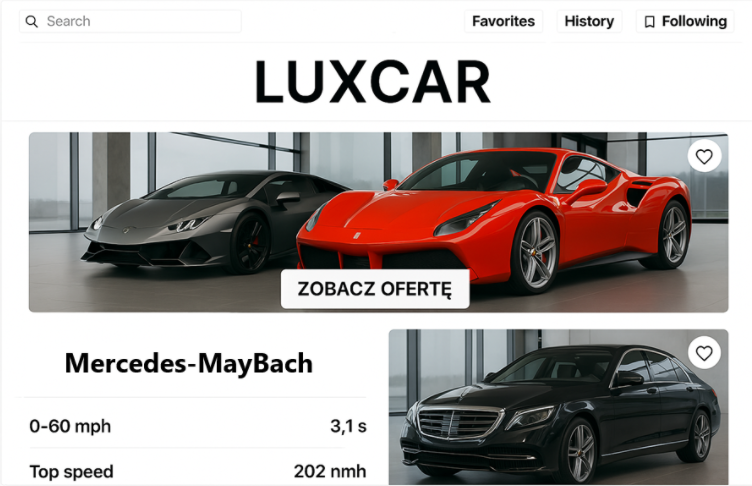 Search
Favorites
History
Following
LUXCAR
ZOBACZ OFERTĘ
Mercedes-MayBach
0-60 mph
3,1 s
Top speed
202 nmh